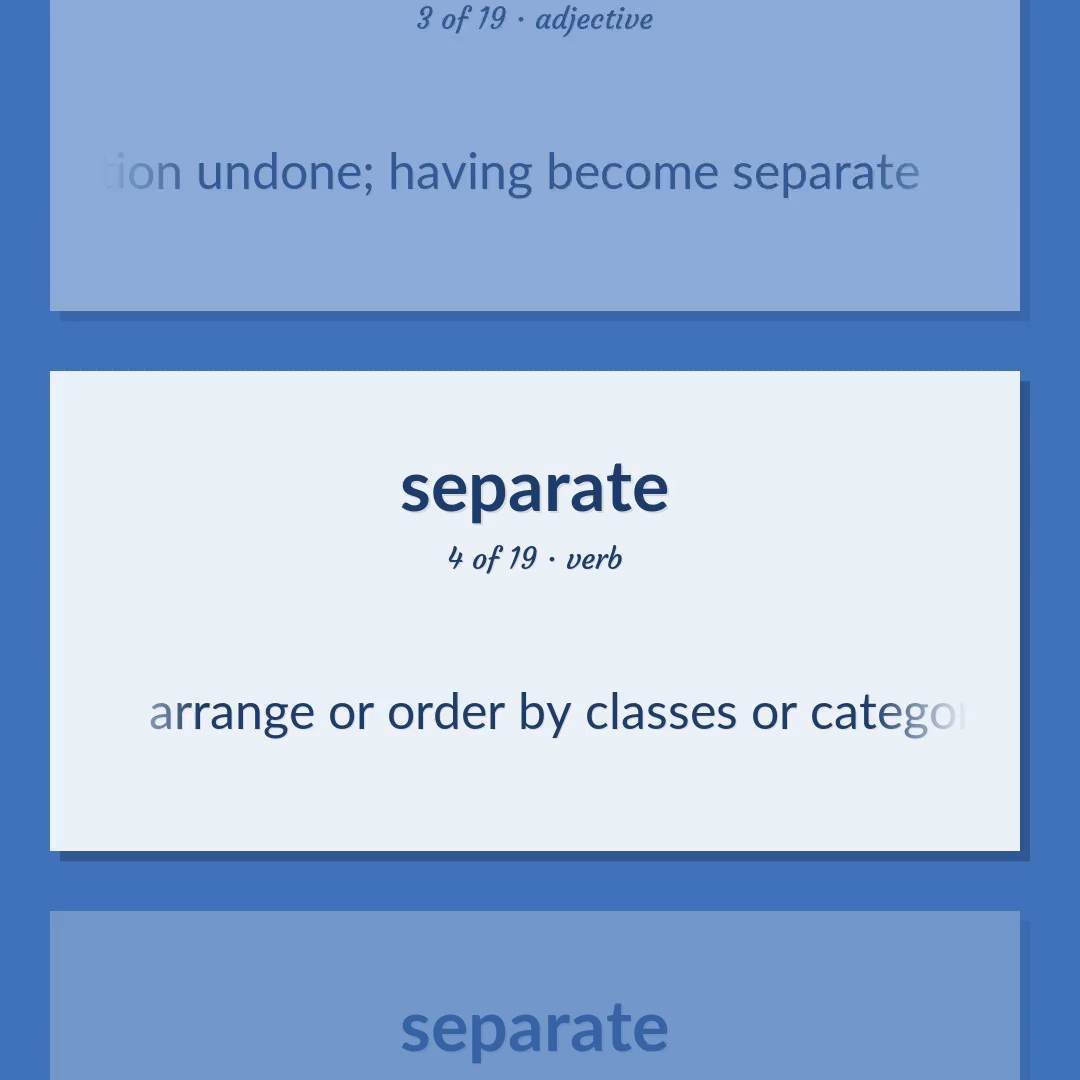 3 of 19 · adjective
undone; having become separate
separate
4 of 19 · verb
arrange or order by classes or
separate